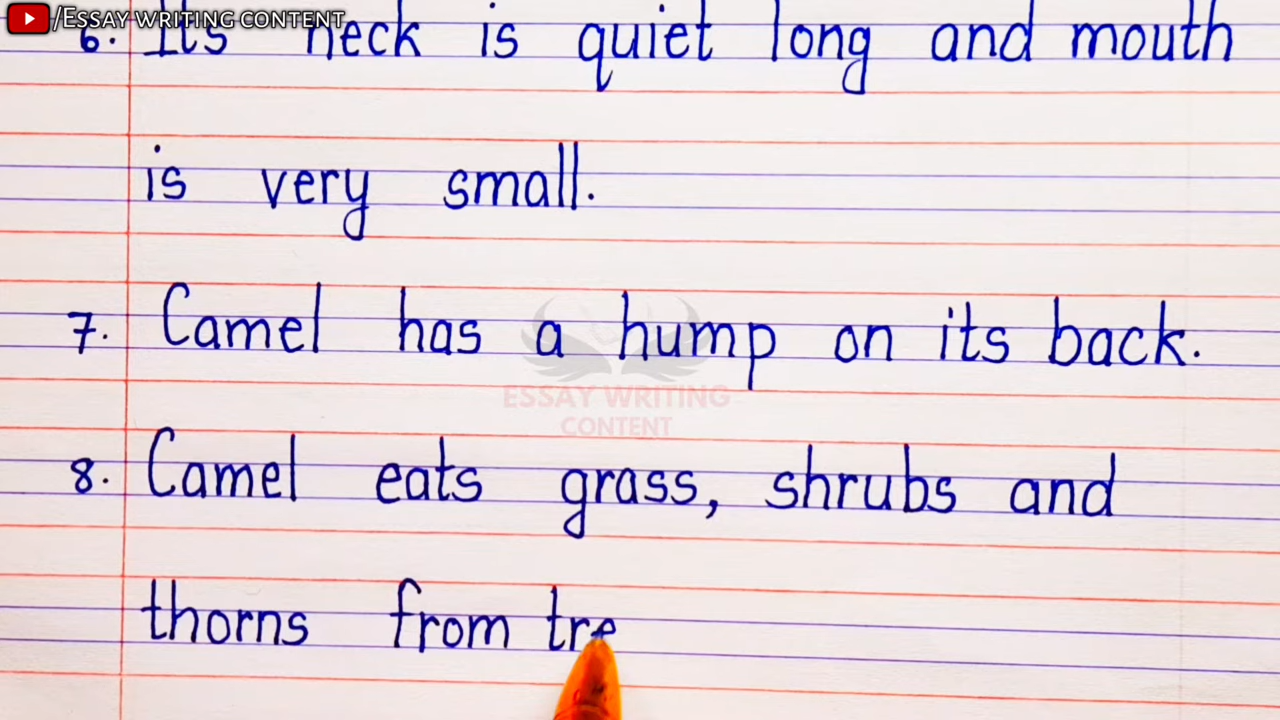 /ESSAY WRITING CONTENT
6. Its neck is quiet long and mouth
is very small.
7. Camel has a hump on its back.
ESSAY WRITING
CONTENT
8. Camel eats grass, shrubs and
thorns from tre